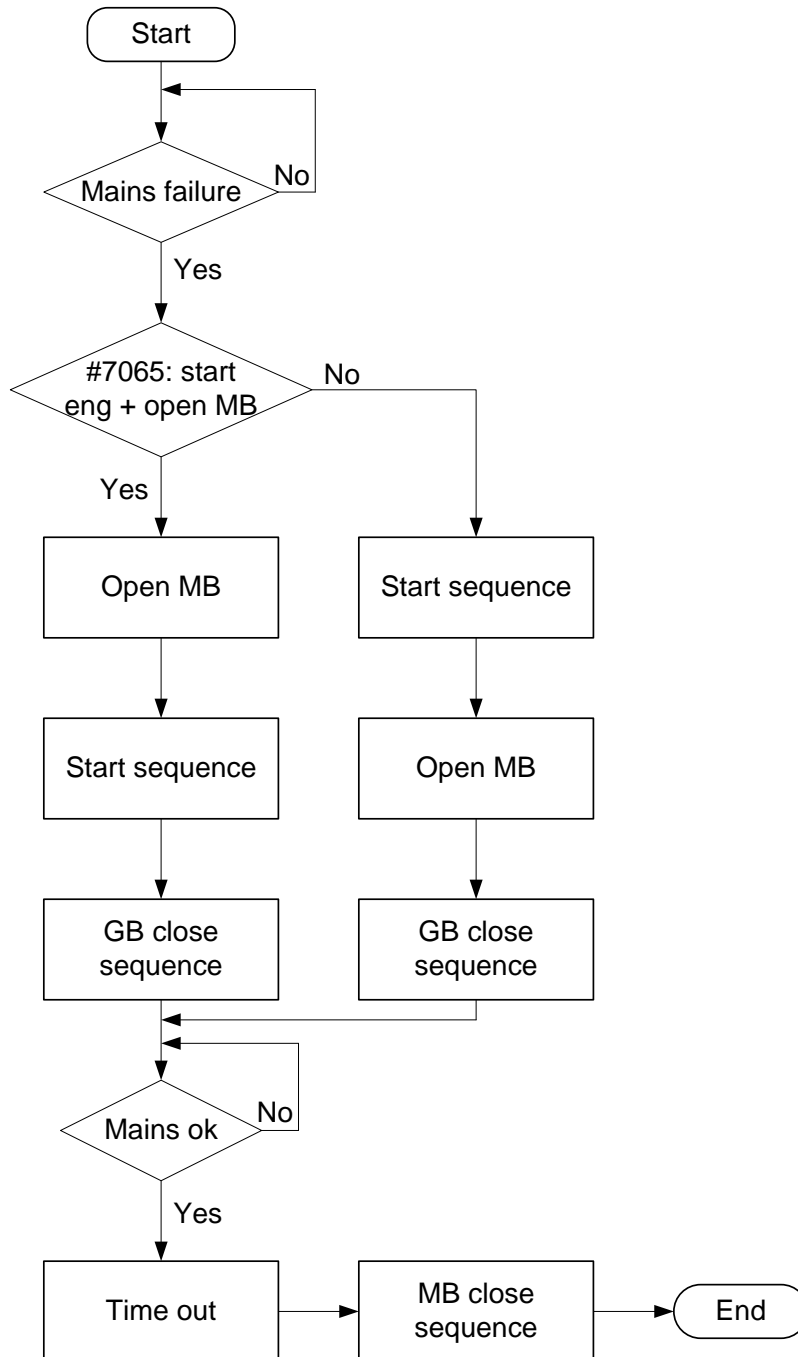 Start
Mains failure
No
Yes
#7065: start
eng + open MB
No
Yes
Open MB
Start sequence
Start sequence
Open MB
GB close
sequence
GB close
sequence
Mains ok
No
Yes
Time out
MB close
sequence
End